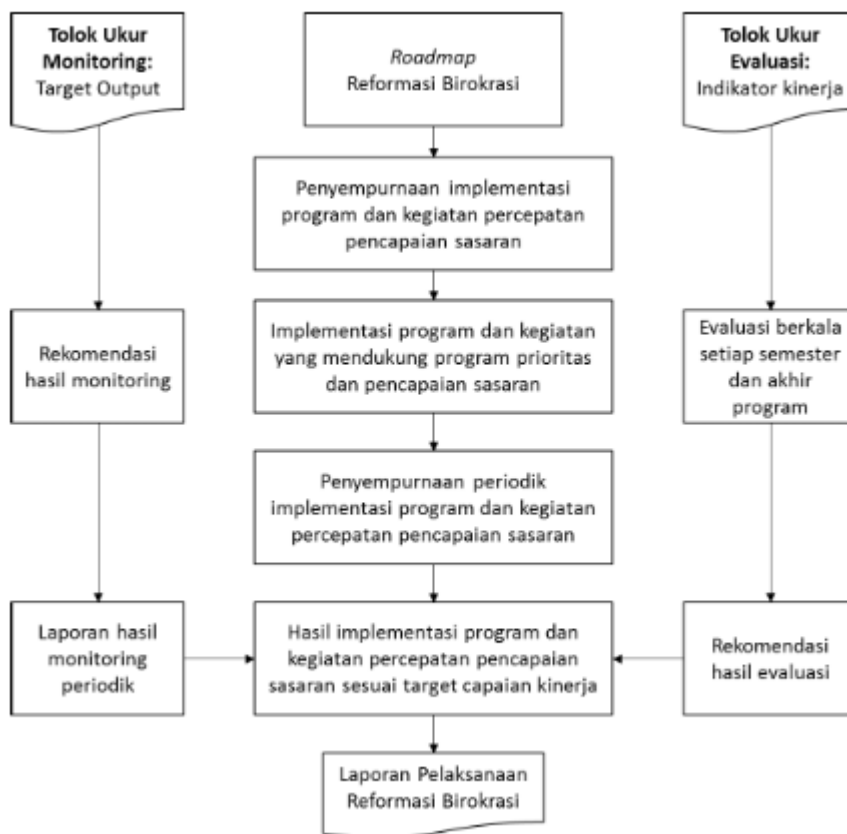 Tolok Ukur
Monitoring:
Target Output
Roadmap
Reformasi Birokrasi
Tolok Ukur
Evaluasi:
Indikator kinerja
Penyempurnaan implementasi
program dan kegiatan percepatan
pencapaian sasaran
Rekomendasi
hasil monitoring
Implementasi program dan kegiatan
yang mendukung program prioritas
dan pencapaian sasaran
Evaluasi berkala
setiap semester
dan akhir
program
Penyempurnaan periodik
implementasi program dan kegiatan
percepatan pencapaian sasaran
Laporan hasil
monitoring
periodik
Hasil implementasi program dan
kegiatan percepatan pencapaian
sasaran sesuai target capaian kinerja
Rekomendasi
hasil evaluasi
Laporan Pelaksanaan
Reformasi Birokrasi